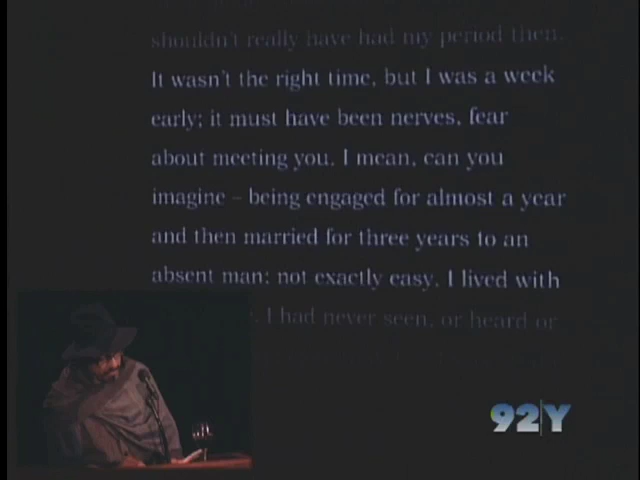 shouldn't really have had my period then.
It wasn't the right time, but I was a week
early; it must have been nerves, fear
about meeting you. I mean, can you
imagine – being engaged for almost a year
and then married for three years to an
absent man: not exactly easy. I lived with
I had never seen, or heard or
92Y